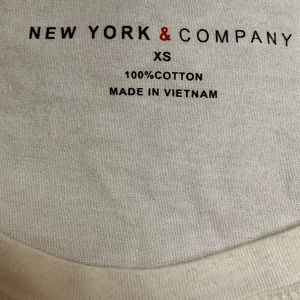 NEW YORK & COMPANY
XS
100%COTTON
MADE IN VIETNAM